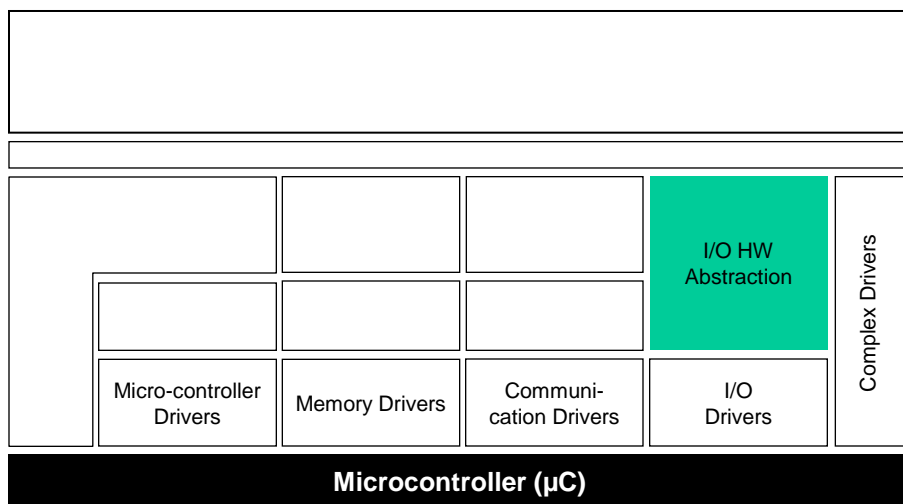 I/O HW
Abstraction
Complex Drivers
Micro-controller
Drivers
Memory Drivers
Communi-
cation Drivers
I/O
Drivers
Microcontroller (µC)